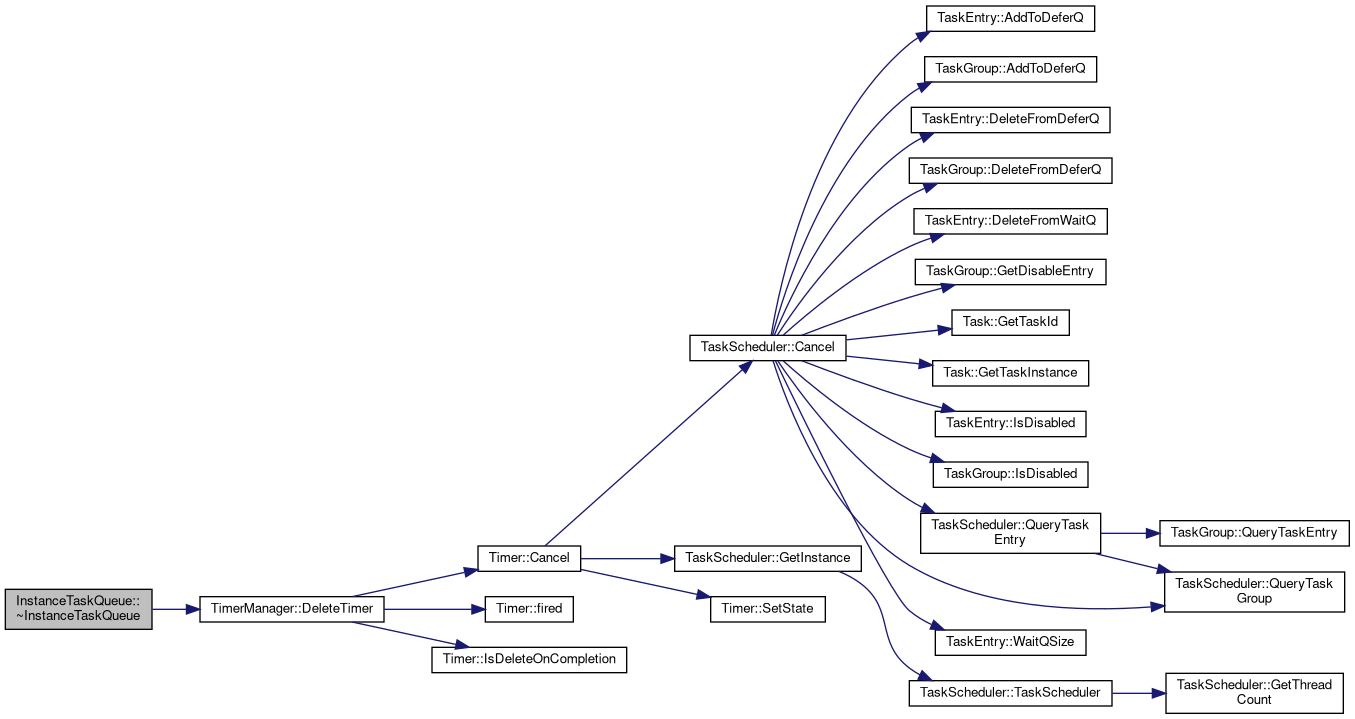 TaskEntry::AddToDeferQ
TaskGroup::AddToDeferQ
TaskEntry::DeleteFromDeferQ
TaskGroup::DeleteFromDeferQ
TaskEntry::DeleteFromWaitQ
TaskGroup::GetDisableEntry
Task::GetTaskId
TaskScheduler::Cancel
Task::GetTaskInstance
TaskEntry::IsDisabled
TaskGroup::IsDisabled
TaskScheduler::QueryTask
Entry
TaskGroup::QueryTaskEntry
Timer::Cancel
TaskScheduler::GetInstance
TaskScheduler::QueryTask
Group
InstanceTaskQueue::
~InstanceTaskQueue
TimerManager::DeleteTimer
Timer::fired
Timer::SetState
TaskEntry::WaitQSize
Timer::IsDeleteOnCompletion
TaskScheduler::TaskScheduler
TaskScheduler::GetThread
Count